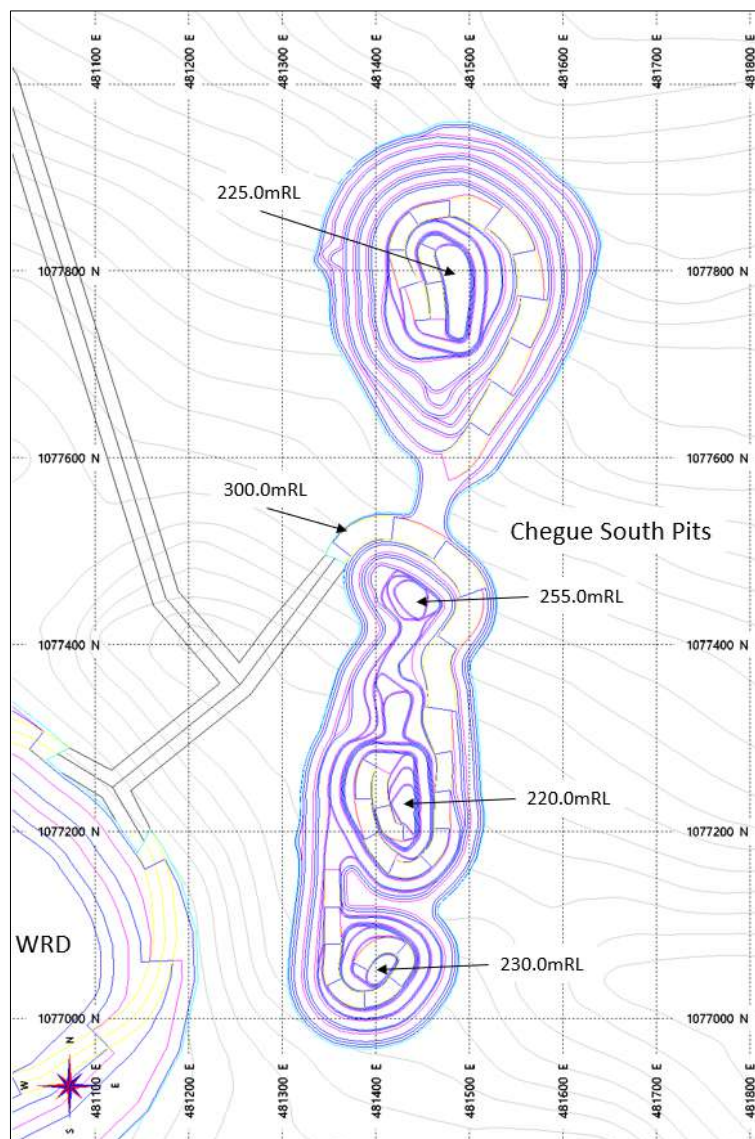 481100 E
481200 E
481300 E
481400 E
481500 E
481600 E
481700 E
481800 E
225.0mRL
1077800 N
1077800 N
1077600 N
1077600 N
300.0mRL
Chegue South Pits
255.0mRL
1077400 N
1077400 N
220.0mRL
1077200 N
1077200 N
WRD
230.0mRL
1077000 N
1077000 N
N
W
E
S
481100 E
481200 E
481300 E
481400 E
481500 E
481600 E
481700 E
481800 E